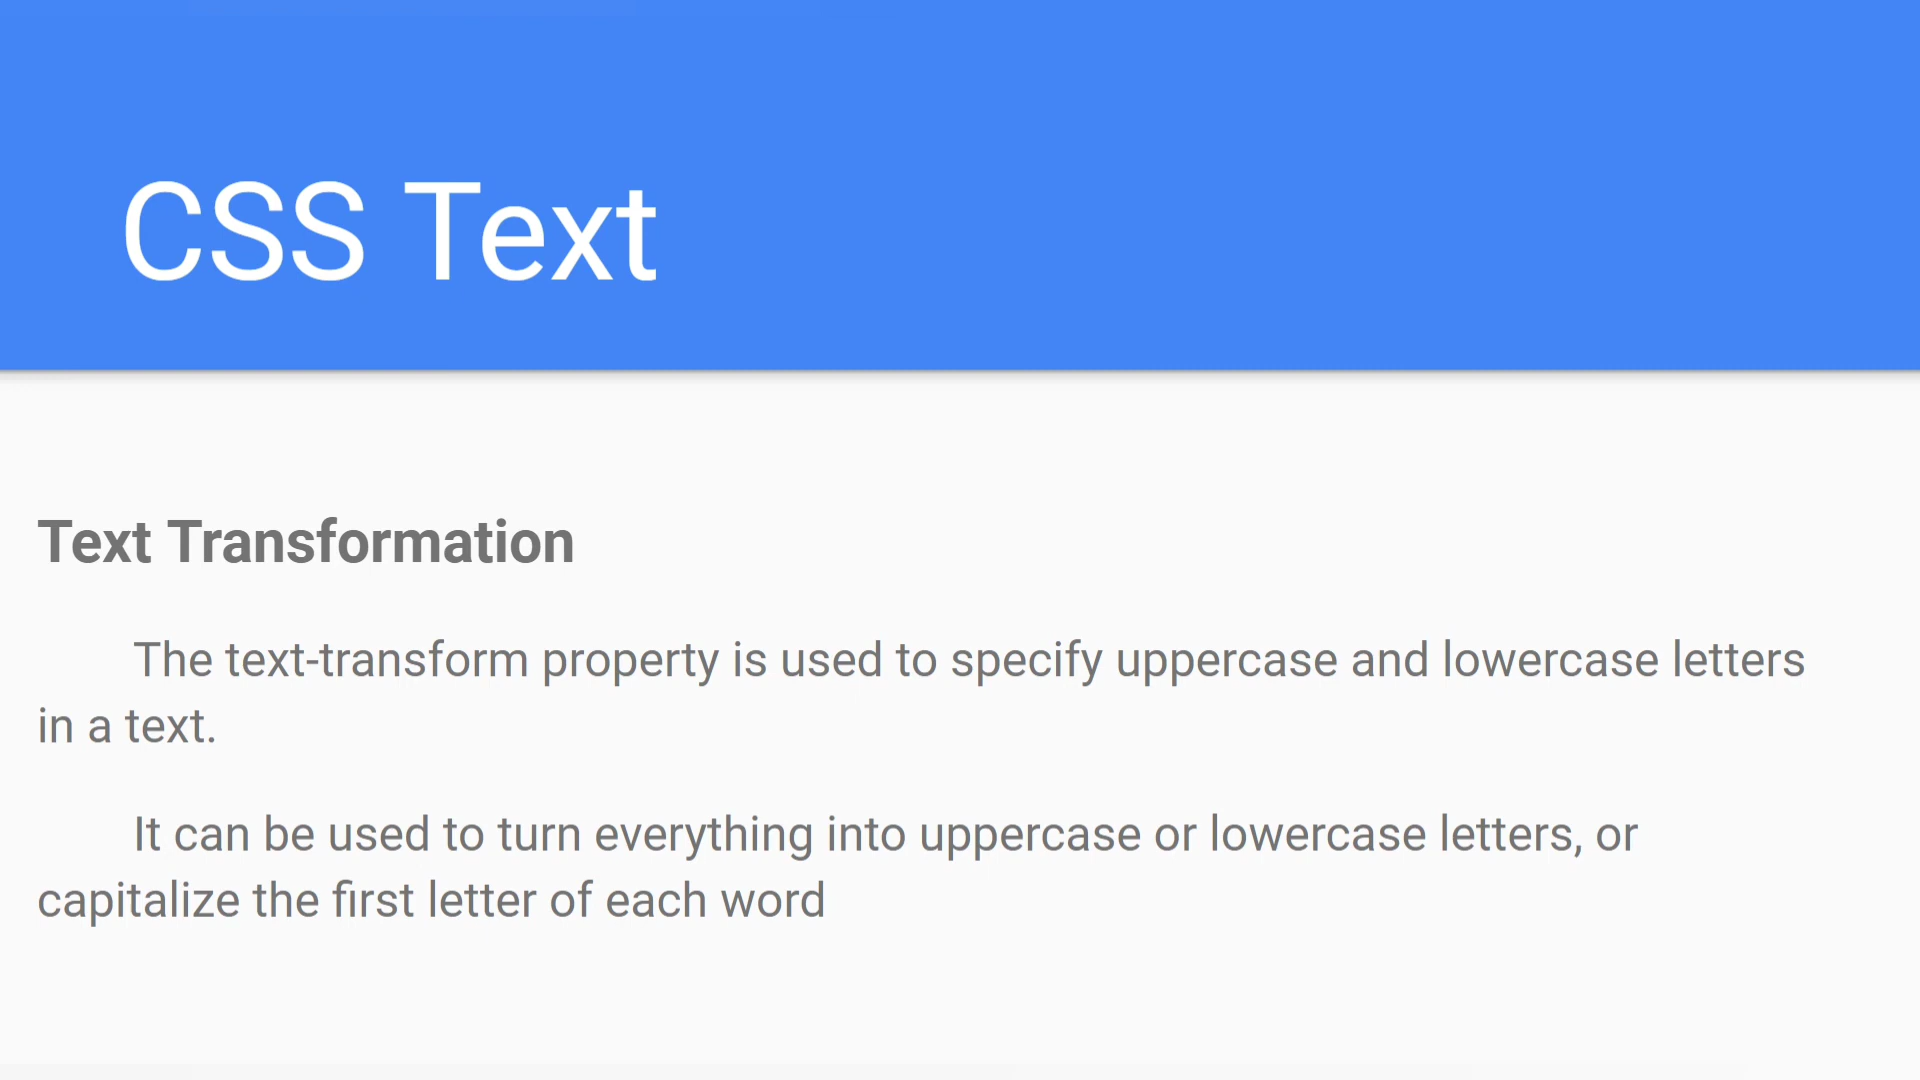 CSS Text
Text Transformation
The text-transform property is used to specify uppercase and lowercase letters
in a text.
It can be used to turn everything into uppercase or lowercase letters, or
capitalize the first letter of each word